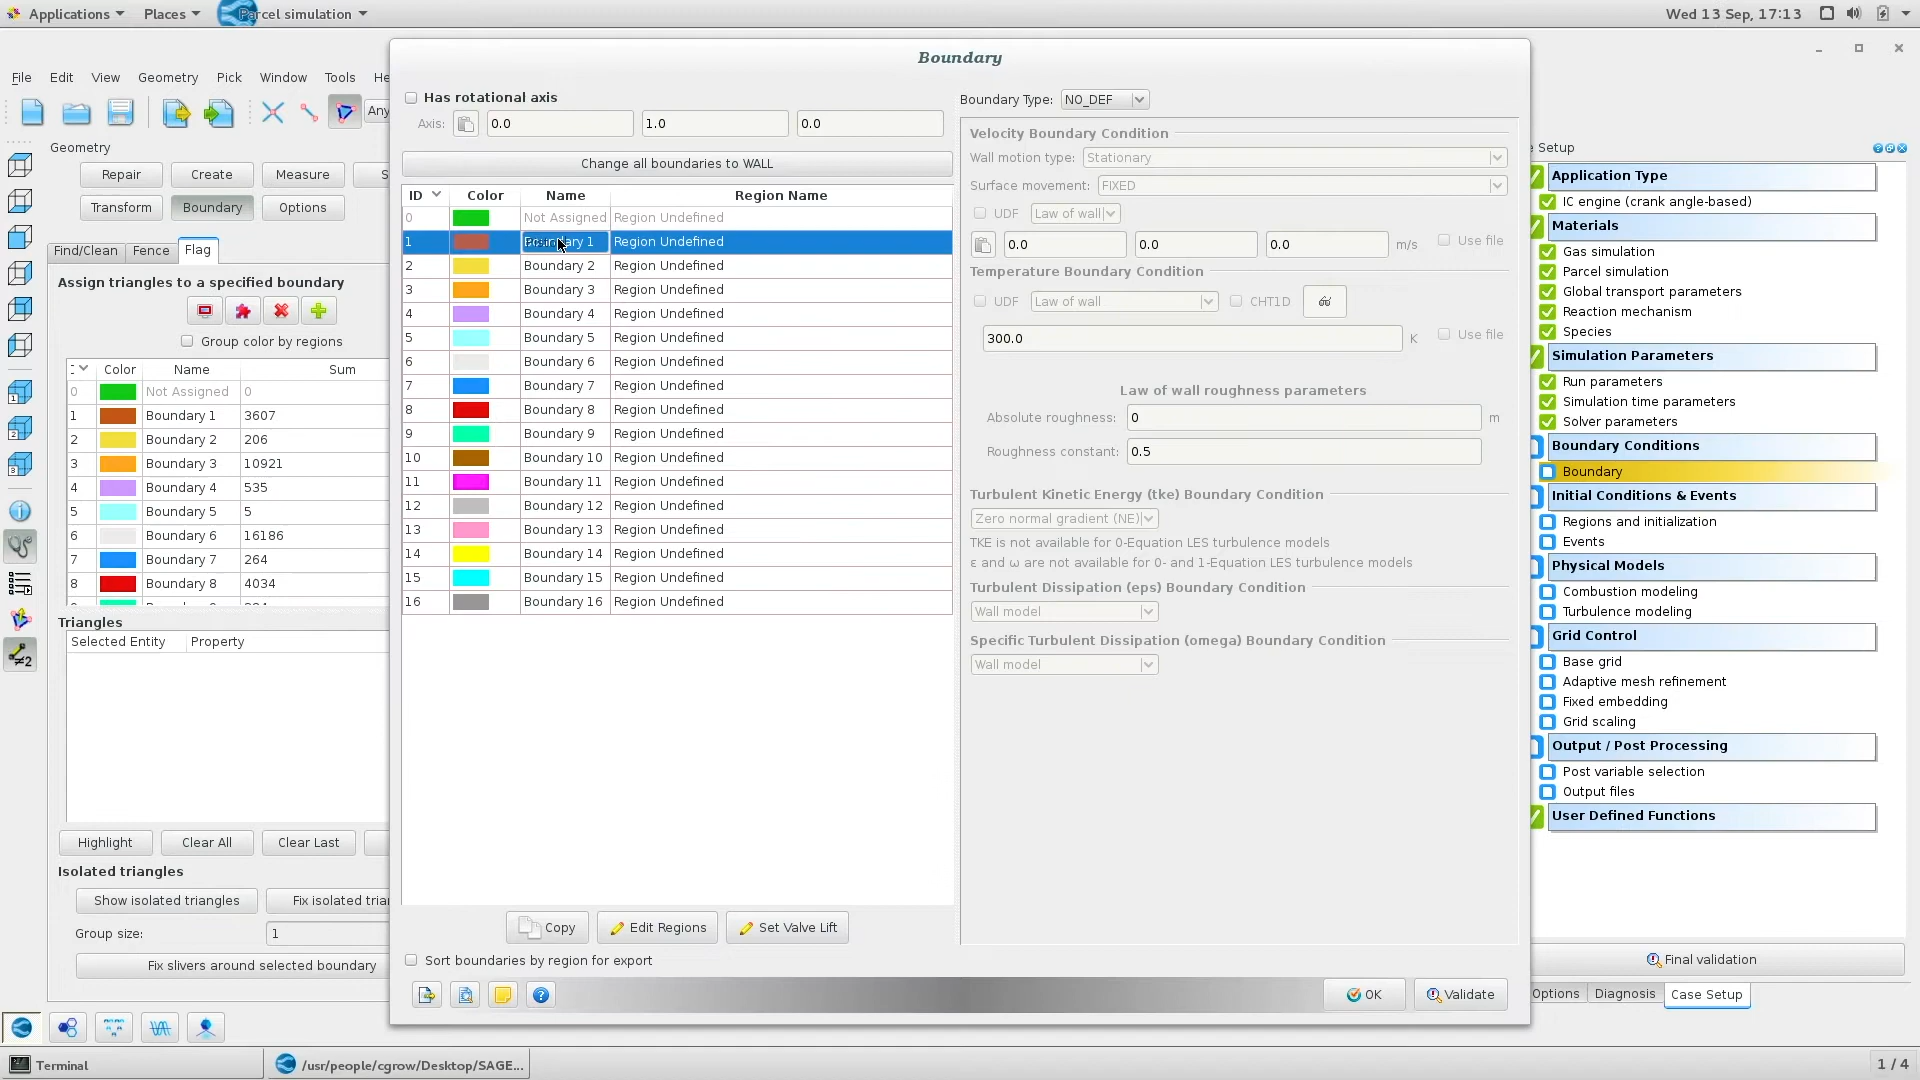 Applications Places Parcel simulation Wed 13 Sep, 17:13
Boundary
File Edit View Geometry Pick Window Tools He
Any
Geometry
Repair Create Measure S
Transform Boundary Options
Find/Clean Fence Flag
Assign triangles to a specified boundary
Group color by regions
Color Name Sum
0 Not Assigned 0
1 Boundary 1 3607
2 Boundary 2 206
3 Boundary 3 10921
4 Boundary 4 535
5 Boundary 5 5
6 Boundary 6 16186
7 Boundary 7 264
8 Boundary 8 4034
Triangles
Selected Entity Property
Highlight Clear All Clear Last
Isolated triangles
Show isolated triangles Fix isolated tria
Group size: 1
Fix slivers around selected boundary
Has rotational axis
Axis: 0.0 1.0 0.0
Change all boundaries to WALL
ID Color Name Region Name
0 Not Assigned Region Undefined
1 Boundary 1 Region Undefined
2 Boundary 2 Region Undefined
3 Boundary 3 Region Undefined
4 Boundary 4 Region Undefined
5 Boundary 5 Region Undefined
6 Boundary 6 Region Undefined
7 Boundary 7 Region Undefined
8 Boundary 8 Region Undefined
9 Boundary 9 Region Undefined
10 Boundary 10 Region Undefined
11 Boundary 11 Region Undefined
12 Boundary 12 Region Undefined
13 Boundary 13 Region Undefined
14 Boundary 14 Region Undefined
15 Boundary 15 Region Undefined
16 Boundary 16 Region Undefined
Copy Edit Regions Set Valve Lift
Sort boundaries by region for export
OK Validate
Boundary Type: NO_DEF
Velocity Boundary Condition
Wall motion type: Stationary
Surface movement: FIXED
UDF Law of wall
0.0 0.0 0.0 m/s Use file
Temperature Boundary Condition
UDF Law of wall CHT1D
300.0 K Use file
Law of wall roughness parameters
Absolute roughness: 0 m
Roughness constant: 0.5
Turbulent Kinetic Energy (tke) Boundary Condition
Zero normal gradient (NE)
TKE is not available for 0-Equation LES turbulence models
ε and ω are not available for 0- and 1-Equation LES turbulence models
Turbulent Dissipation (eps) Boundary Condition
Wall model
Specific Turbulent Dissipation (omega) Boundary Condition
Wall model
e Setup
Application Type
IC engine (crank angle-based)
Materials
Gas simulation
Parcel simulation
Global transport parameters
Reaction mechanism
Species
Simulation Parameters
Run parameters
Simulation time parameters
Solver parameters
Boundary Conditions
Boundary
Initial Conditions & Events
Regions and initialization
Events
Physical Models
Combustion modeling
Turbulence modeling
Grid Control
Base grid
Adaptive mesh refinement
Fixed embedding
Grid scaling
Output / Post Processing
Post variable selection
Output files
User Defined Functions
Final validation
Options Diagnosis Case Setup
Terminal /usr/people/cgrow/Desktop/SAGE... 1 / 4